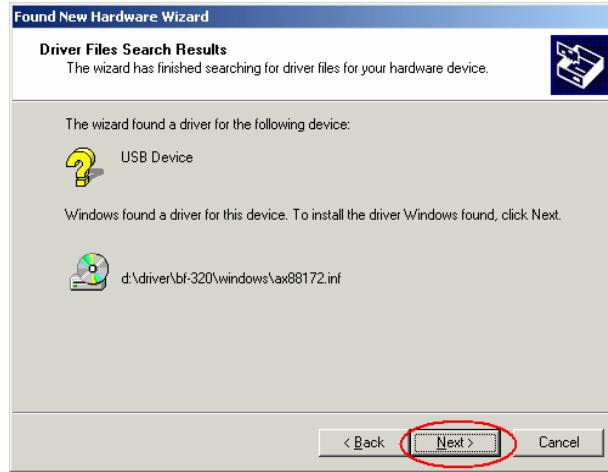 Found New Hardware Wizard
Driver Files Search Results
The wizard has finished searching for driver files for your hardware device.
The wizard found a driver for the following device:
USB Device
Windows found a driver for this device. To install the driver Windows found, click Next.
d:\driver\bf-320\windows\ax88172.inf
< Back
Next >
Cancel